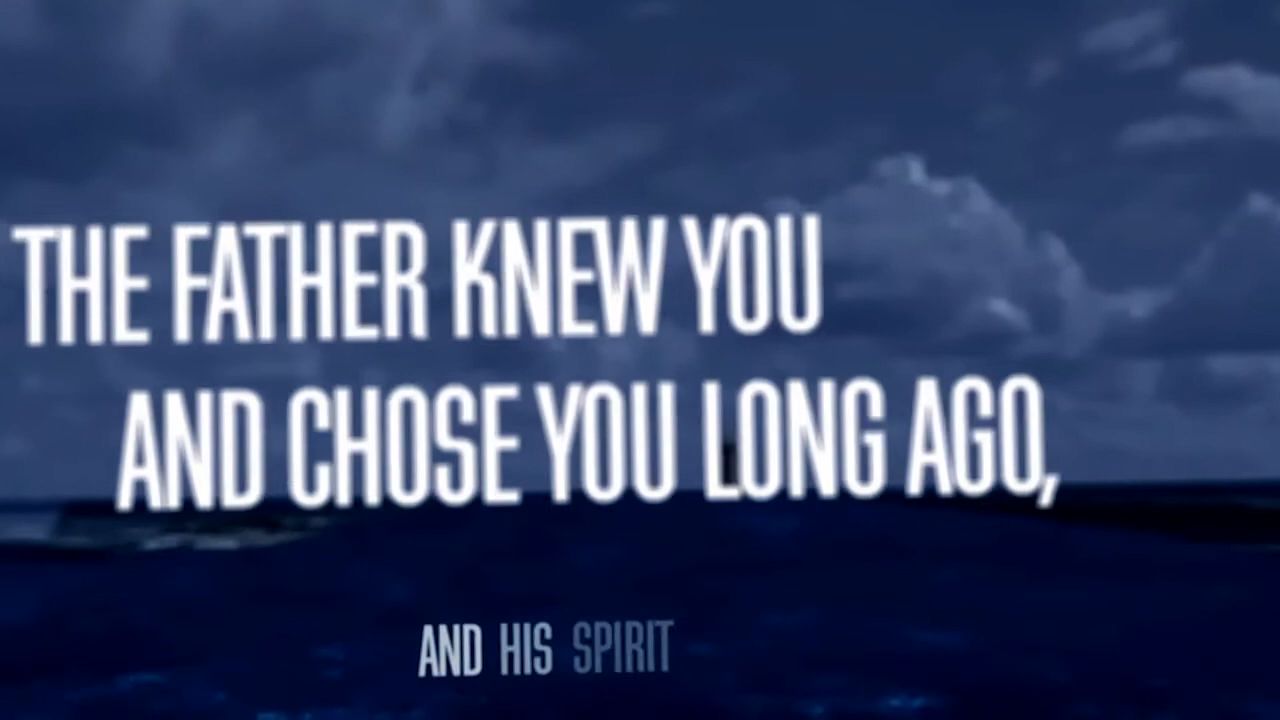 THE FATHER KNEW YOU
AND CHOSE YOU LONG AGO,
AND HIS SPIRIT